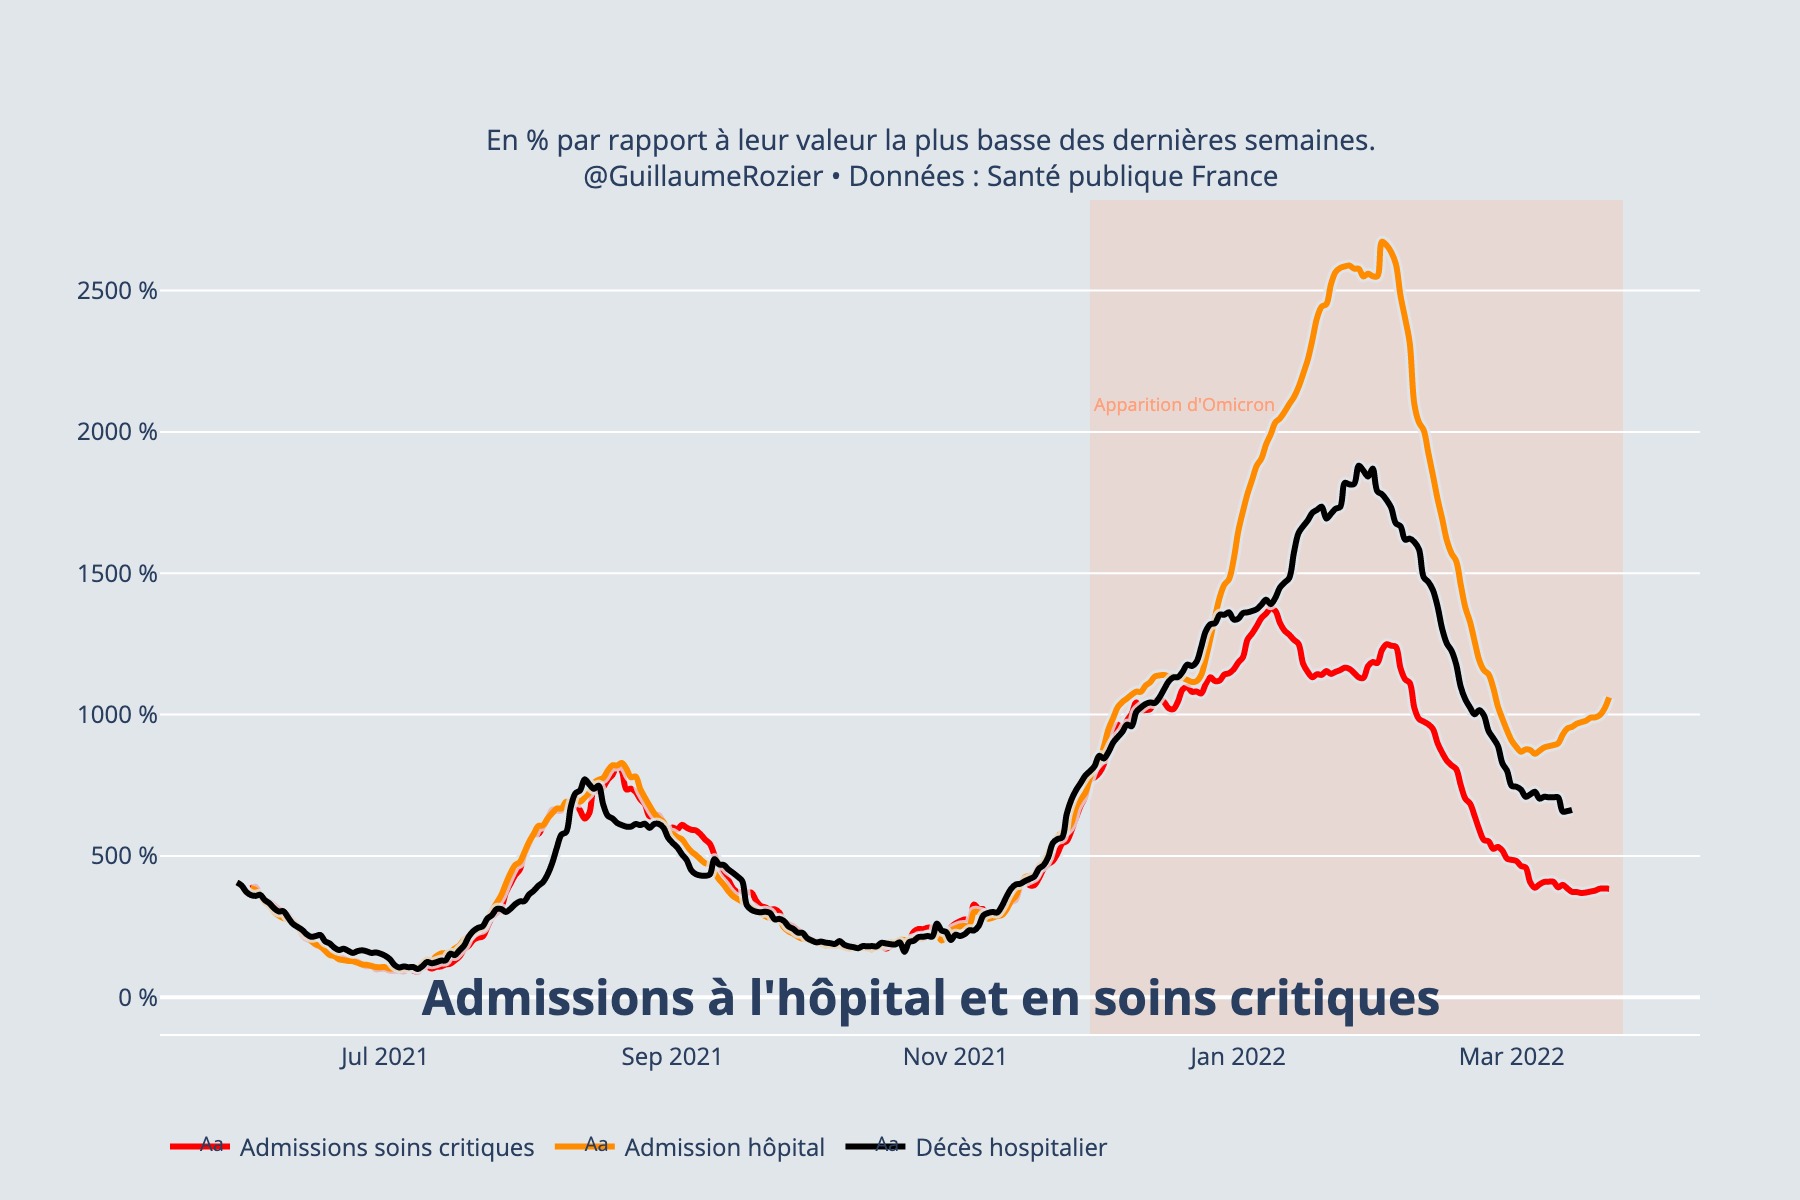 En % par rapport à leur valeur la plus basse des dernières semaines.
@GuillaumeRozier • Données : Santé publique France
2500 %
Apparition d'Omicron
2000 %
1500 %
1000 %
500 %
0 %
Admissions à l'hôpital et en soins critiques
Jul 2021 Sep 2021 Nov 2021 Jan 2022 Mar 2022
Aa Admissions soins critiques Aa Admission hôpital Aa Décès hospitalier